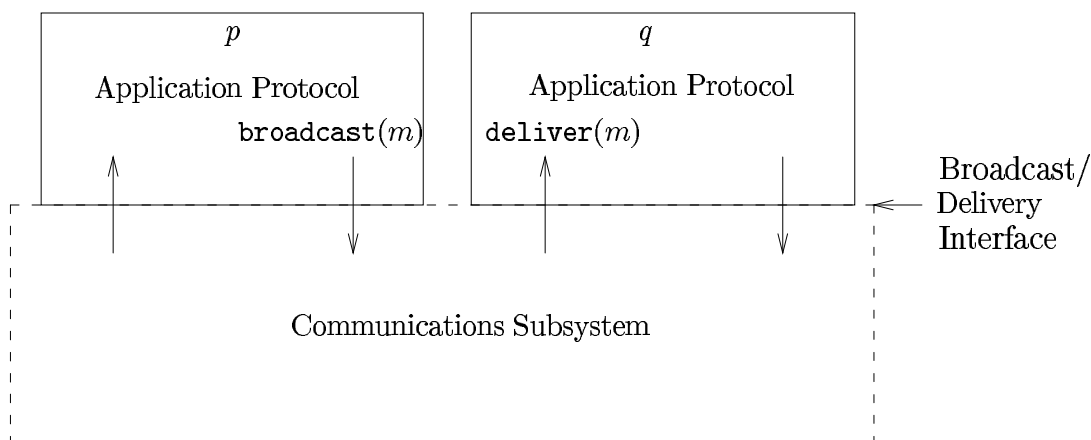 p
q
Application Protocol
Application Protocol
broadcast(m)
deliver(m)
Broadcast/
Delivery
Interface
Communications Subsystem